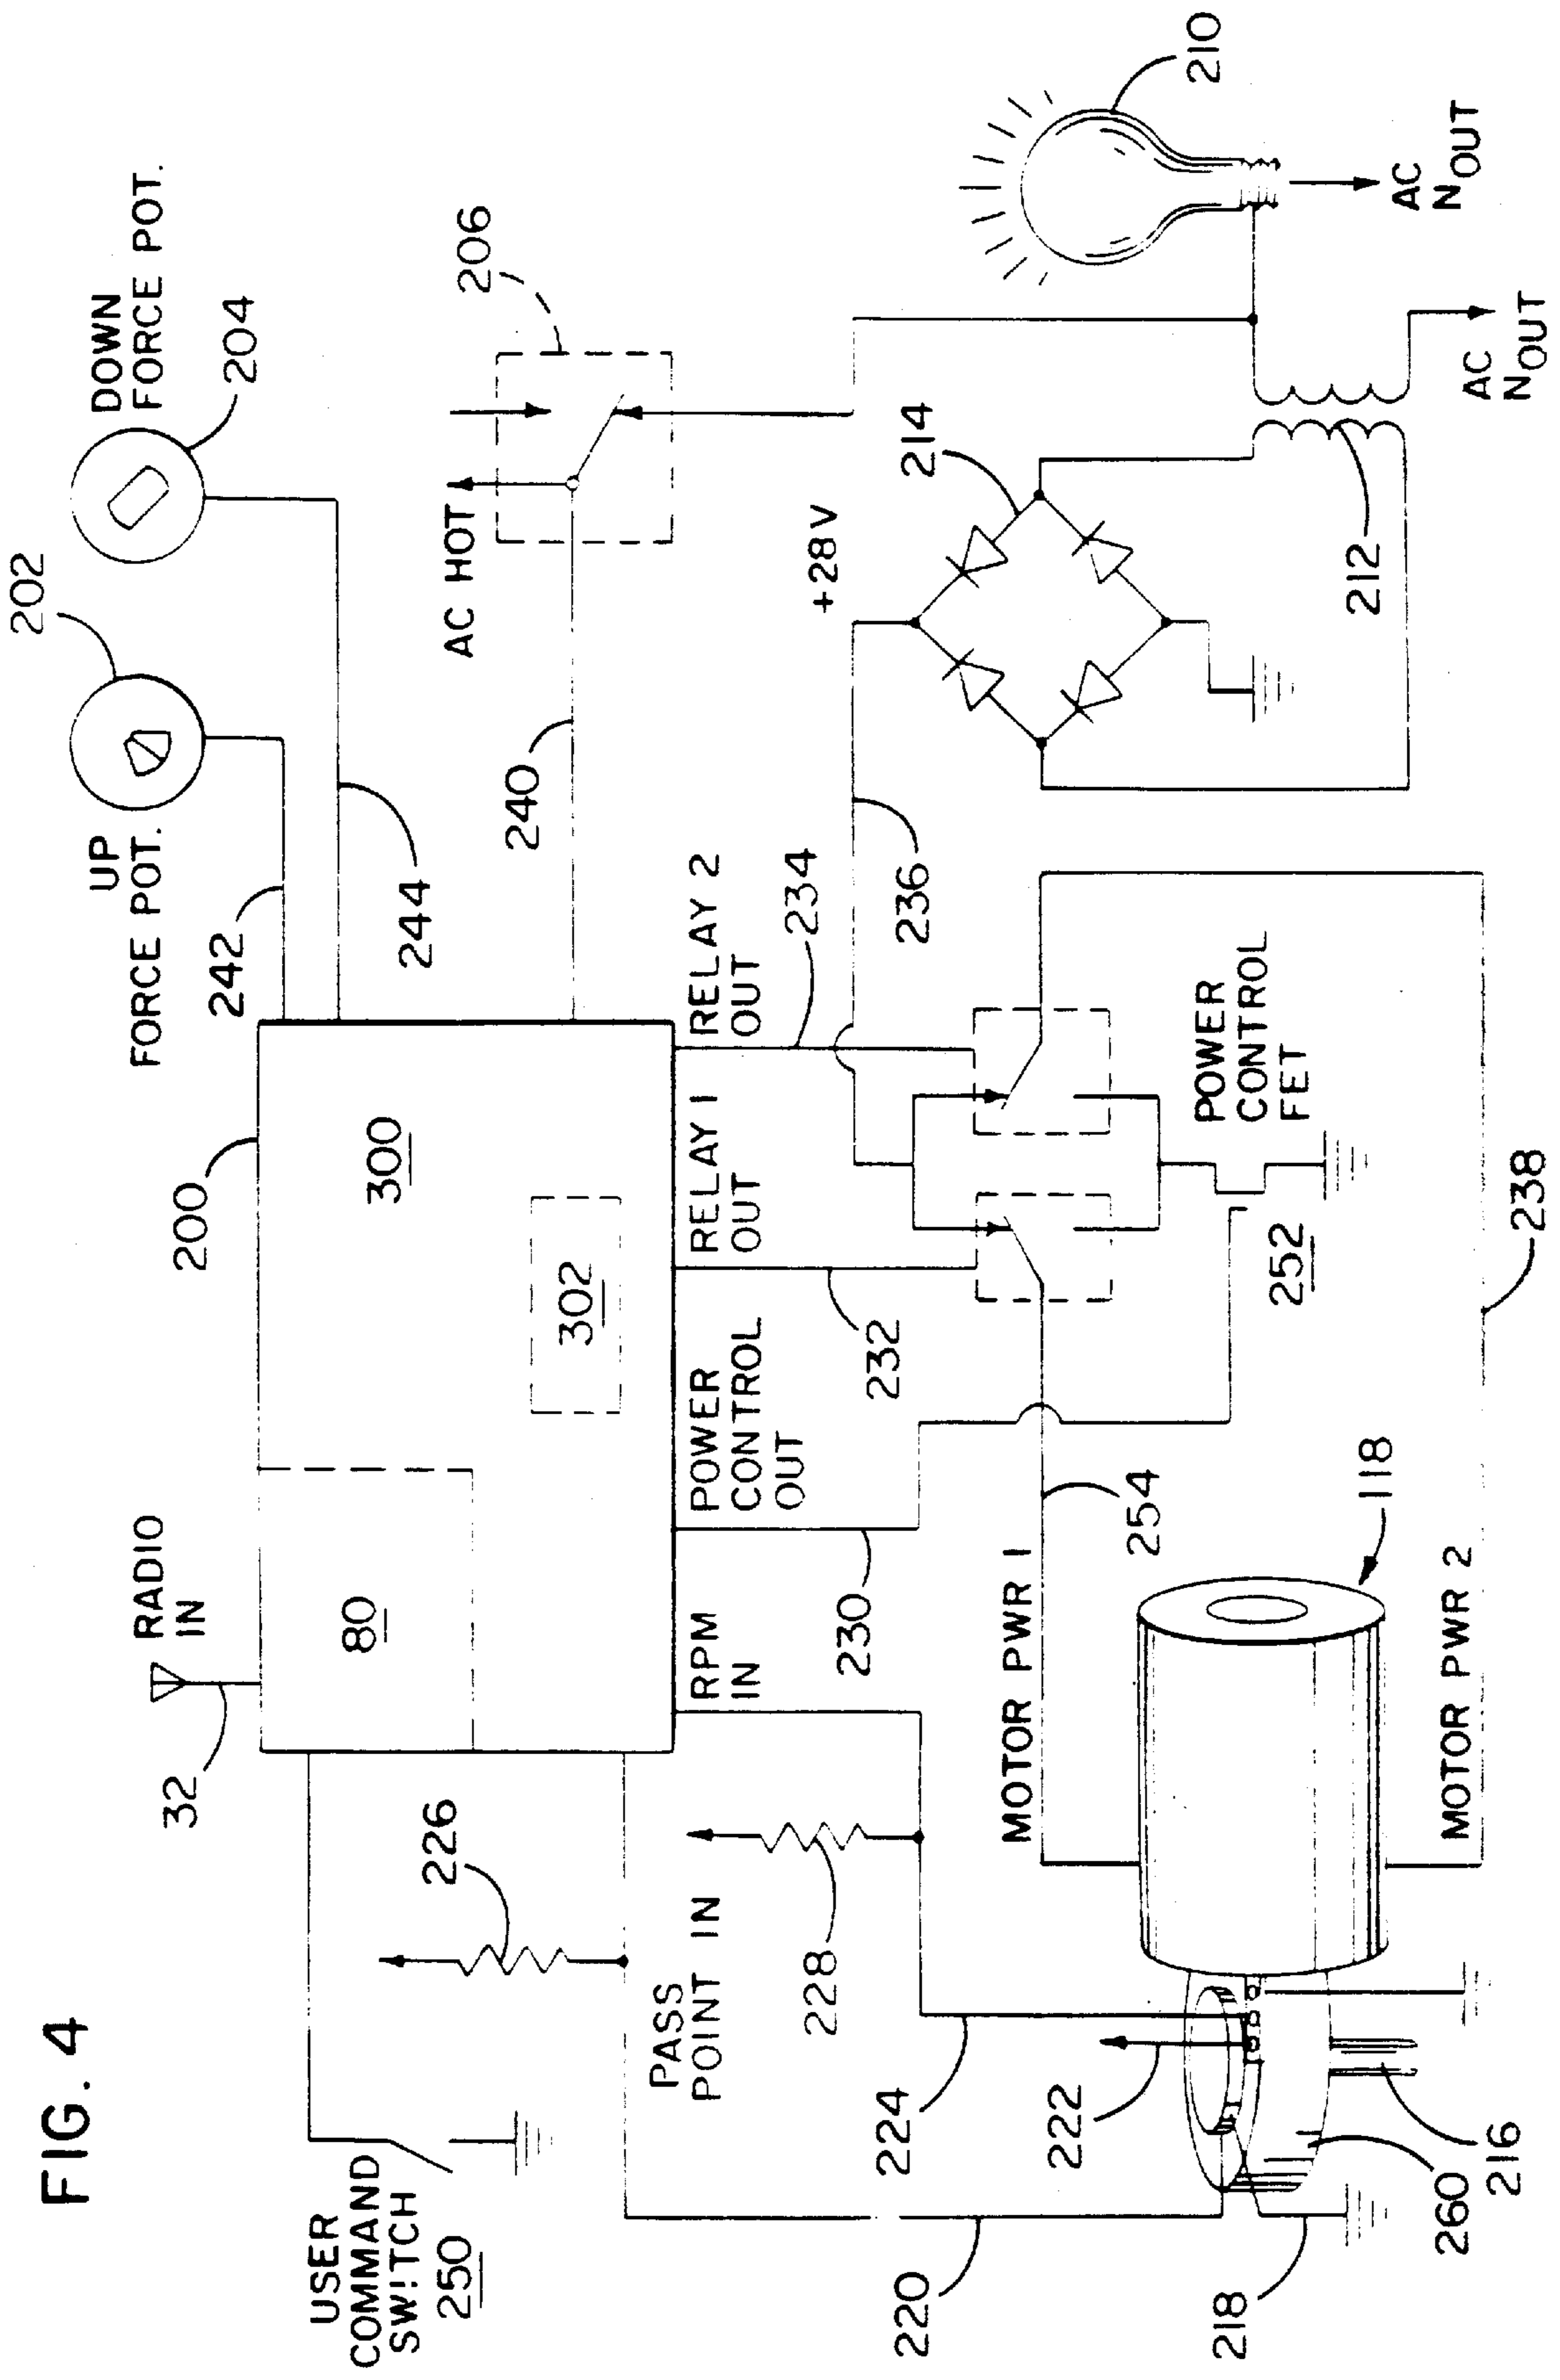 FIG. 4
RADIO
IN
32
80
200
300
302
UP
FORCE POT.
202
DOWN
FORCE POT.
204
242
244
USER
COMMAND
SWITCH
250
226
AC HOT
206
240
PASS
POINT IN
RPM
IN
POWER
CONTROL
OUT
RELAY 1
OUT
RELAY 2
OUT
228
230
232
234
236
+28V
214
210
220
224
222
MOTOR PWR 1
254
252
POWER
CONTROL
FET
212
AC
NOUT
AC
NOUT
218
260
216
MOTOR PWR 2
118
238